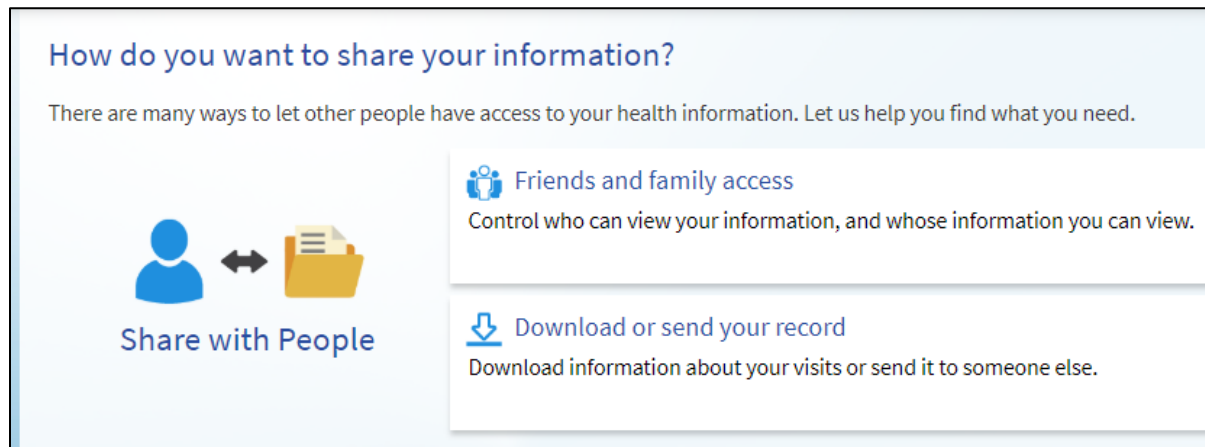 How do you want to share your information?
There are many ways to let other people have access to your health information. Let us help you find what you need.
Share with People
Friends and family access
Control who can view your information, and whose information you can view.
Download or send your record
Download information about your visits or send it to someone else.